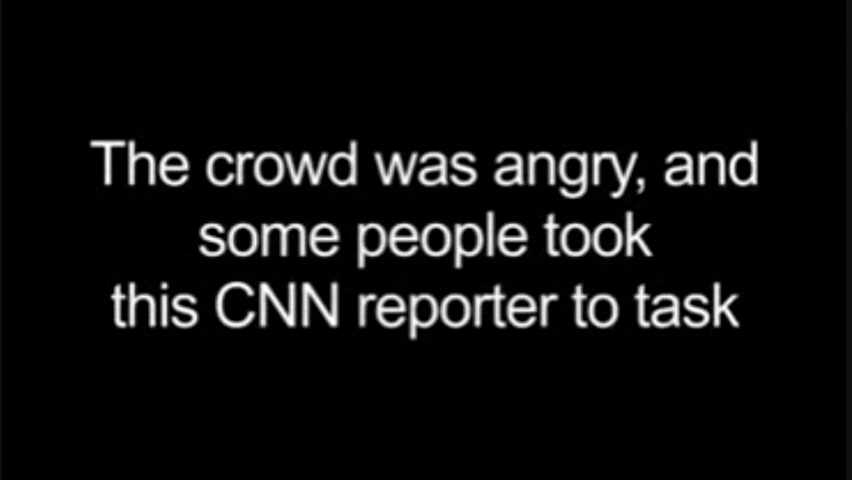 The crowd was angry, and
some people took
this CNN reporter to task